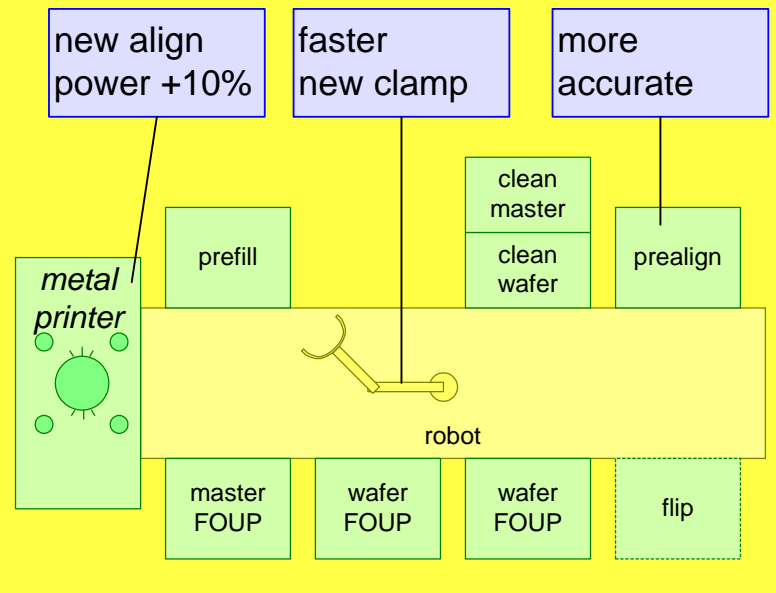 new align
power +10%
faster
new clamp
more
accurate
clean
master
prefill
clean
wafer
prealign
metal
printer
robot
master
FOUP
wafer
FOUP
wafer
FOUP
flip